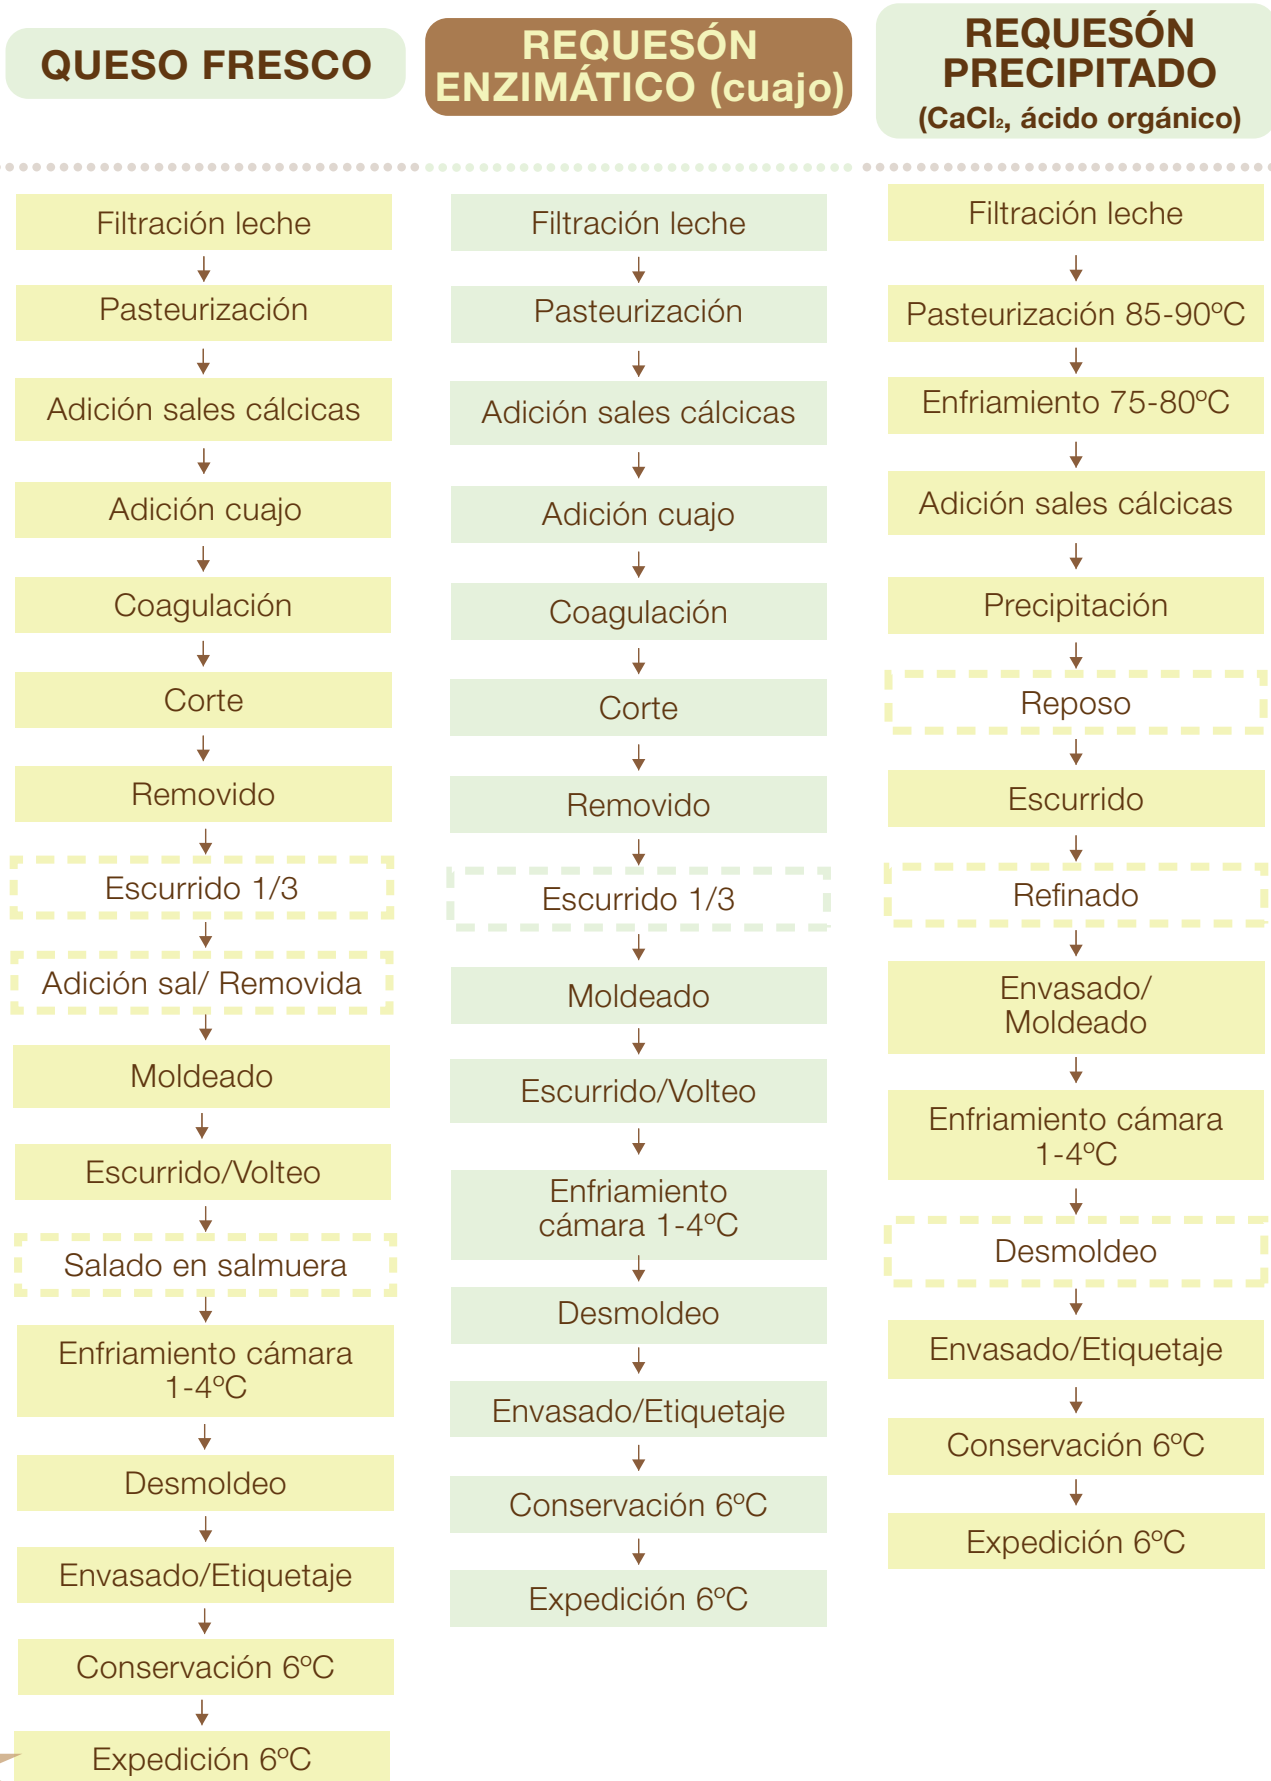 QUESO FRESCO
Filtración leche
Pasteurización
Adición sales cálcicas
Adición cuajo
Coagulación
Corte
Removido
Escurrido 1/3
Adición sal/ Removida
Moldeado
Escurrido/Volteo
Salado en salmuera
Enfriamiento cámara
1-4ºC
Desmoldeo
Envasado/Etiquetaje
Conservación 6ºC
Expedición 6ºC
REQUESÓN
ENZIMÁTICO (cuajo)
Filtración leche
Pasteurización
Adición sales cálcicas
Adición cuajo
Coagulación
Corte
Removido
Escurrido 1/3
Moldeado
Escurrido/Volteo
Enfriamiento
cámara 1-4ºC
Desmoldeo
Envasado/Etiquetaje
Conservación 6ºC
Expedición 6ºC
REQUESÓN
PRECIPITADO
(CaCl₂, ácido orgánico)
Filtración leche
Pasteurización 85-90ºC
Enfriamiento 75-80ºC
Adición sales cálcicas
Precipitación
Reposo
Escurrido
Refinado
Envasado/
Moldeado
Enfriamiento cámara
1-4ºC
Desmoldeo
Envasado/Etiquetaje
Conservación 6ºC
Expedición 6ºC